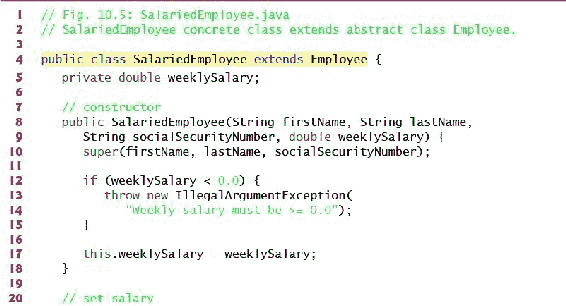 1 // Fig. 10.5: SalariedEmployee.java
2 // SalariedEmployee concrete class extends abstract class Employee.
3
4 public class SalariedEmployee extends Employee {
5 private double weeklySalary;
6
7 // constructor
8 public SalariedEmployee(String firstName, String lastName,
9 String socialSecurityNumber, double weeklySalary) {
10 super(firstName, lastName, socialSecurityNumber);
11
12 if (weeklySalary < 0.0) {
13 throw new IllegalArgumentException(
14 "Weekly salary must be >= 0.0");
15 }
16
17 this.weeklySalary = weeklySalary;
18 }
19
20 // set salary